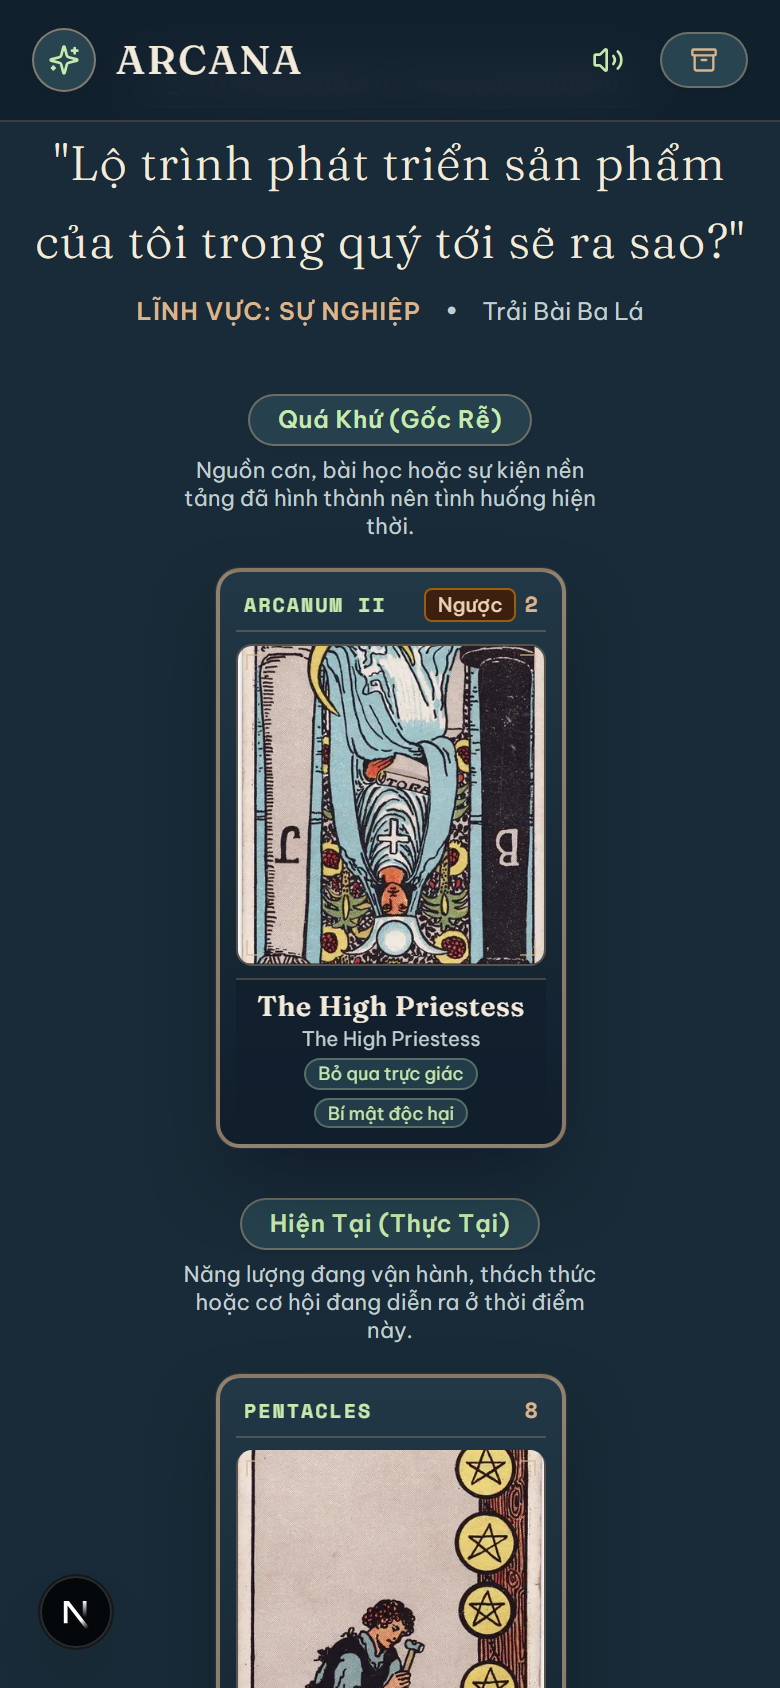 ARCANA
"Lộ trình phát triển sản phẩm
của tôi trong quý tới sẽ ra sao?"
LĨNH VỰC: SỰ NGHIỆP • Trải Bài Ba Lá
Quá Khứ (Gốc Rễ)
Nguồn cơn, bài học hoặc sự kiện nền
tảng đã hình thành nên tình huống hiện
thời.
ARCANUM II Ngược 2
TORA
J B
The High Priestess
The High Priestess
Bỏ qua trực giác
Bí mật độc hại
Hiện Tại (Thực Tại)
Năng lượng đang vận hành, thách thức
hoặc cơ hội đang diễn ra ở thời điểm
này.
PENTACLES 8
N